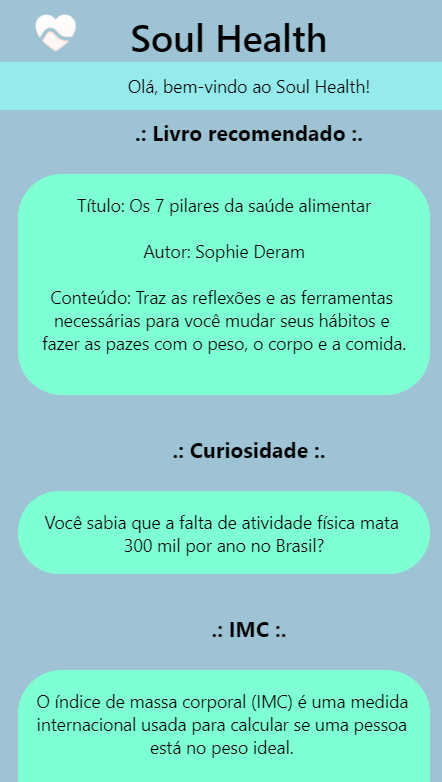 Soul Health
Olá, bem-vindo ao Soul Health!
.: Livro recomendado :.
Título: Os 7 pilares da saúde alimentar
Autor: Sophie Deram
Conteúdo: Traz as reflexões e as ferramentas
necessárias para você mudar seus hábitos e
fazer as pazes com o peso, o corpo e a comida.
.: Curiosidade :.
Você sabia que a falta de atividade física mata
300 mil por ano no Brasil?
.: IMC :.
O índice de massa corporal (IMC) é uma medida
internacional usada para calcular se uma pessoa
está no peso ideal.